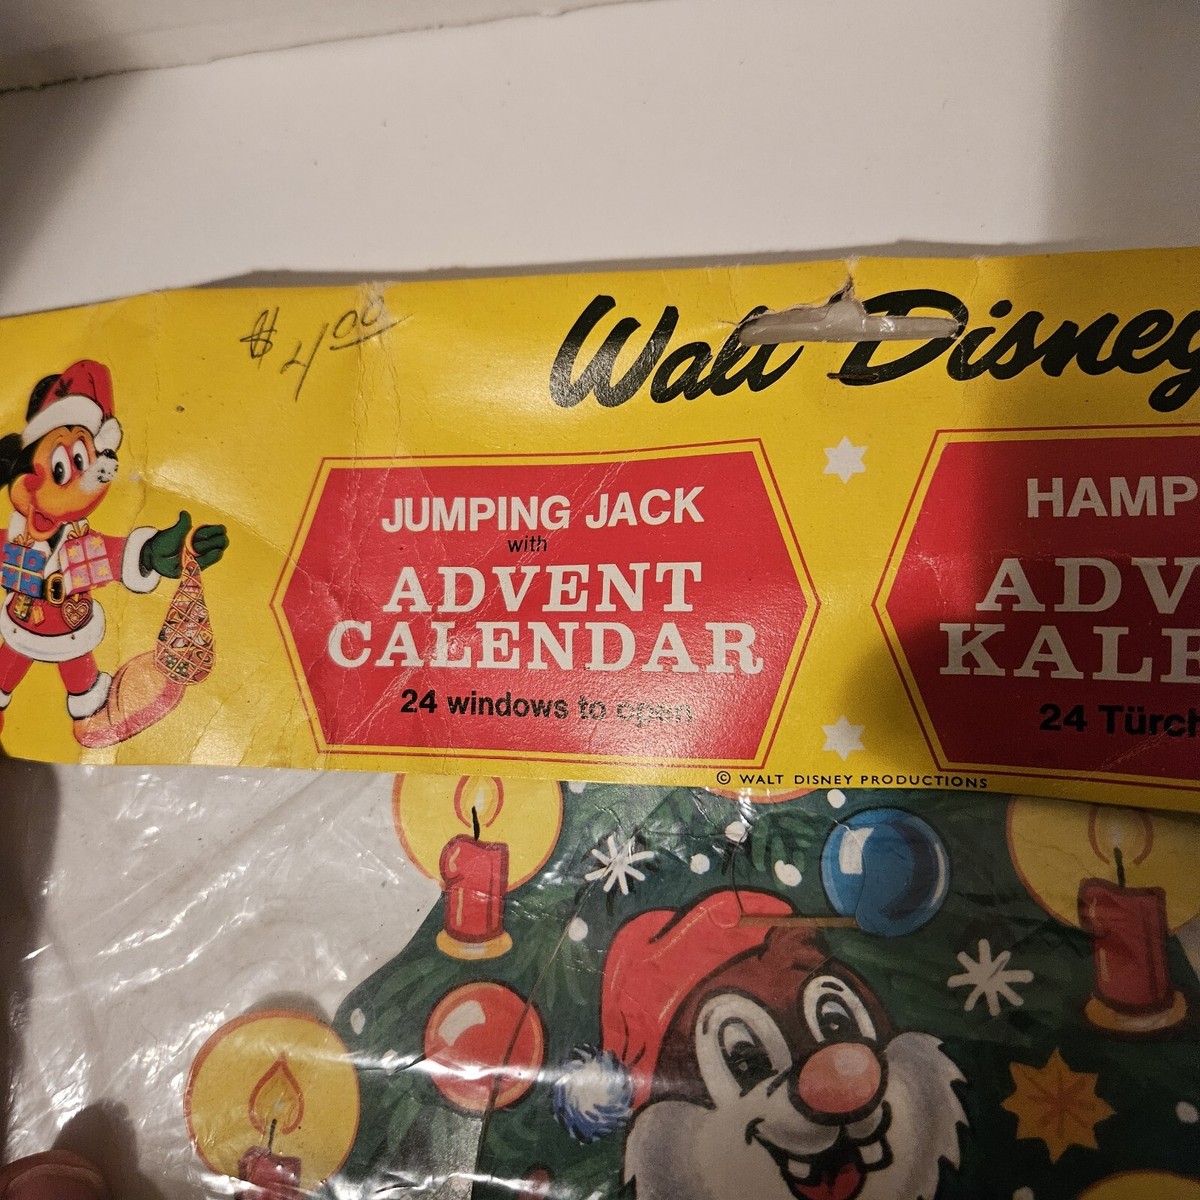 $ 4.00
Walt Disney
JUMPING JACK
with
ADVENT
CALENDAR
24 windows to open
HAMP
ADV
KALE
24 Türch
© WALT DISNEY PRODUCTIONS